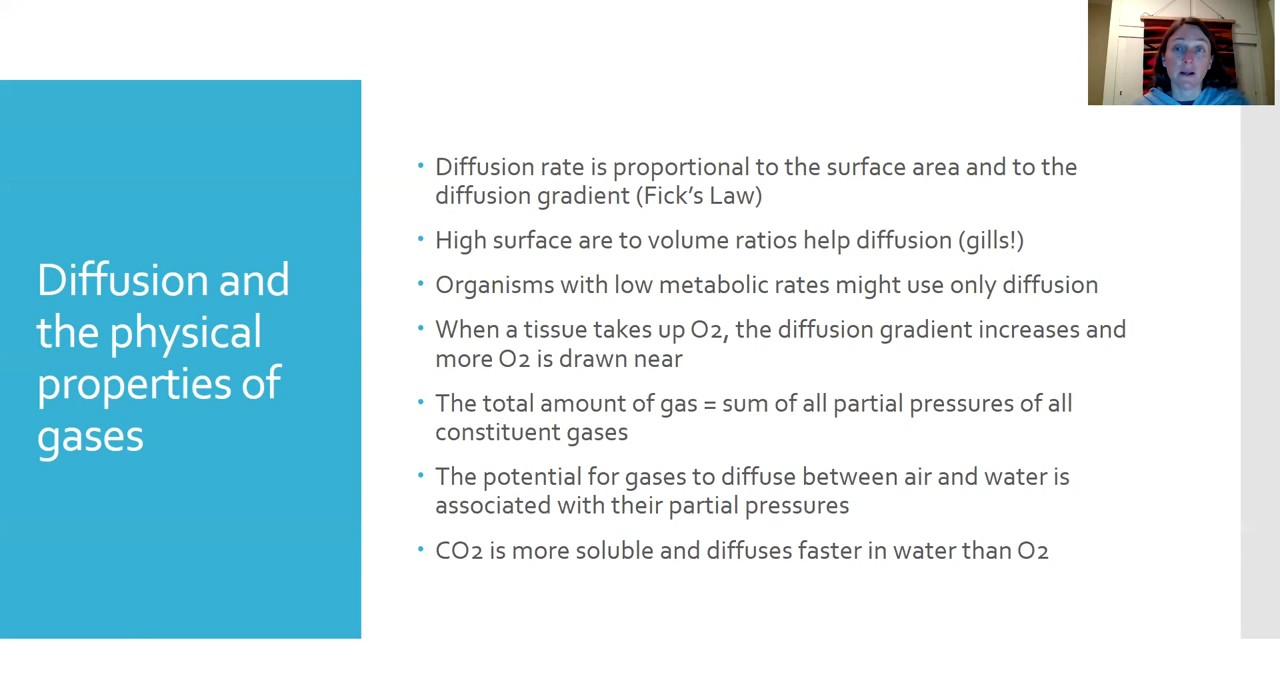 Diffusion and
the physical
properties of
gases
• Diffusion rate is proportional to the surface area and to the
diffusion gradient (Fick's Law)
• High surface are to volume ratios help diffusion (gills!)
• Organisms with low metabolic rates might use only diffusion
• When a tissue takes up O2, the diffusion gradient increases and
more O2 is drawn near
• The total amount of gas = sum of all partial pressures of all
constituent gases
• The potential for gases to diffuse between air and water is
associated with their partial pressures
• CO2 is more soluble and diffuses faster in water than O2